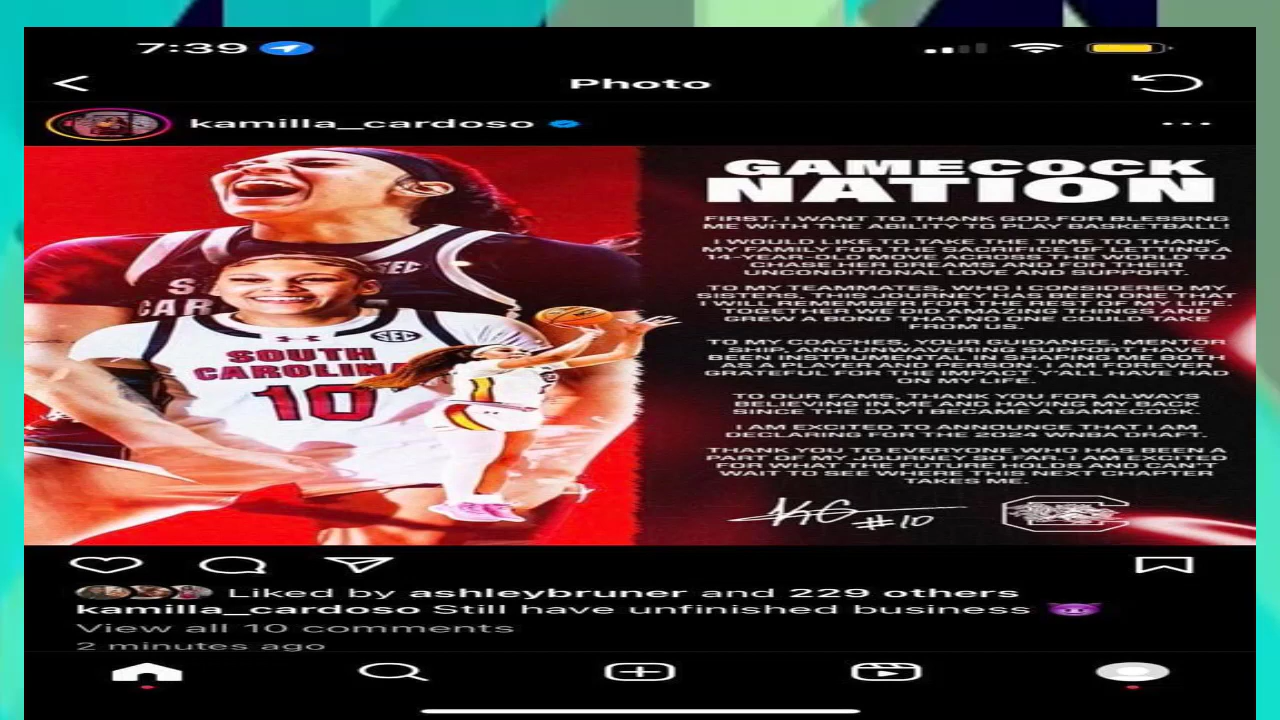 7:39
Photo
kamilla_cardoso
GAMECOCK
NATION
FIRST, I WANT TO THANK GOD FOR BLESSING
ME WITH THE ABILITY TO PLAY BASKETBALL!
I WOULD LIKE TO TAKE THE TIME TO THANK
MY FAMILY FOR THE SACRIFICE OF LETTING A
14-YEAR-OLD MOVE ACROSS THE WORLD TO
CHASE HER DREAMS AND FOR THEIR
UNCONDITIONAL LOVE AND SUPPORT.
TO MY TEAMMATES, WHO I CONSIDERED MY
SISTERS, THIS JOURNEY HAS BEEN ONE THAT
I WILL REMEMBER FOR THE REST OF MY LIFE.
TOGETHER WE DID AMAZING THINGS AND
GREW A BOND THAT NO ONE COULD TAKE
FROM US.
TO MY COACHES, YOUR GUIDANCE, MENTOR
SHIP, AND UNWAVERING SUPPORT HAVE
BEEN INSTRUMENTAL IN SHAPING ME BOTH
AS A PLAYER AND PERSON. I AM FOREVER
GRATEFUL FOR THE IMPACT Y'ALL HAVE HAD
ON MY LIFE.
TO OUR FAMS, THANK YOU FOR ALWAYS
BELIEVING IN ME AND HAVING MY BACK
SINCE THE DAY I BECAME A GAMECOCK.
I AM EXCITED TO ANNOUNCE THAT I AM
DECLARING FOR THE 2024 WNBA DRAFT.
THANK YOU TO EVERYONE WHO HAS BEEN A
PART OF MY JOURNEY SO FAR. I AM EXCITED
FOR WHAT THE FUTURE HOLDS AND CAN'T
WAIT TO SEE WHERE THIS NEXT CHAPTER
TAKES ME.
#10
SEC
S
CAR
SEC
SOUTH
CAROLINA
10
Liked by ashleybruner and 229 others
kamilla_cardoso Still have unfinished business 😈
View all 10 comments
2 minutes ago